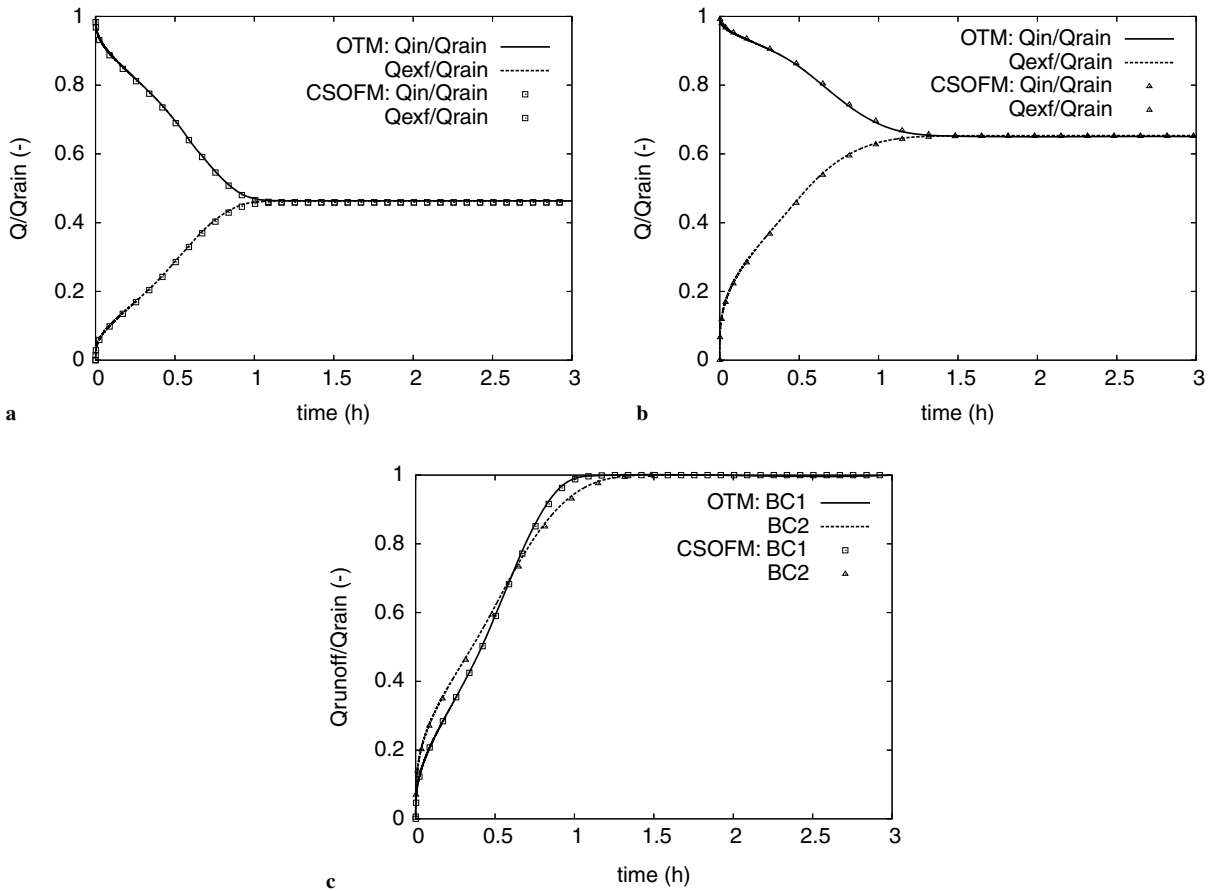 1
0.8
0.6
0.4
0.2
0
Q/Qrain (-)
OTM: Qin/Qrain
Qexf/Qrain
CSOFM: Qin/Qrain
Qexf/Qrain
0 0.5 1 1.5 2 2.5 3
time (h)
a
1
0.8
0.6
0.4
0.2
0
Q/Qrain (-)
OTM: Qin/Qrain
Qexf/Qrain
CSOFM: Qin/Qrain
Qexf/Qrain
0 0.5 1 1.5 2 2.5 3
time (h)
b
1
0.8
0.6
0.4
0.2
0
Qrunoff/Qrain (-)
OTM: BC1
BC2
CSOFM: BC1
BC2
0 0.5 1 1.5 2 2.5 3
time (h)
c